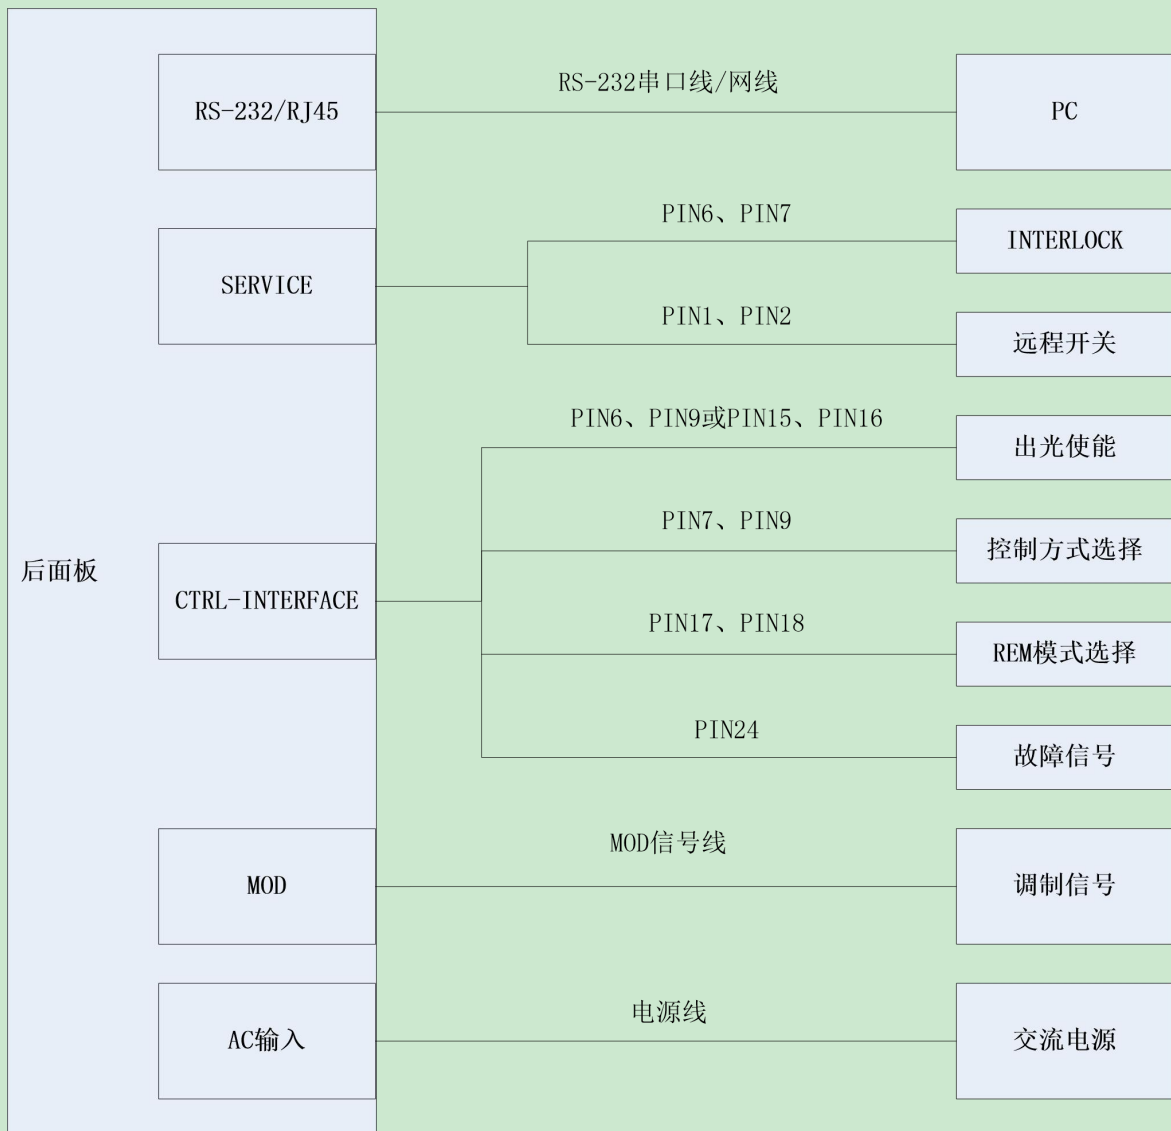 RS-232串口线/网线
RS-232/RJ45
PC
PIN6、PIN7
INTERLOCK
SERVICE
PIN1、PIN2
远程开关
PIN6、PIN9或PIN15、PIN16
出光使能
PIN7、PIN9
控制方式选择
后面板
CTRL-INTERFACE
PIN17、PIN18
REM模式选择
PIN24
故障信号
MOD信号线
MOD
调制信号
电源线
AC输入
交流电源